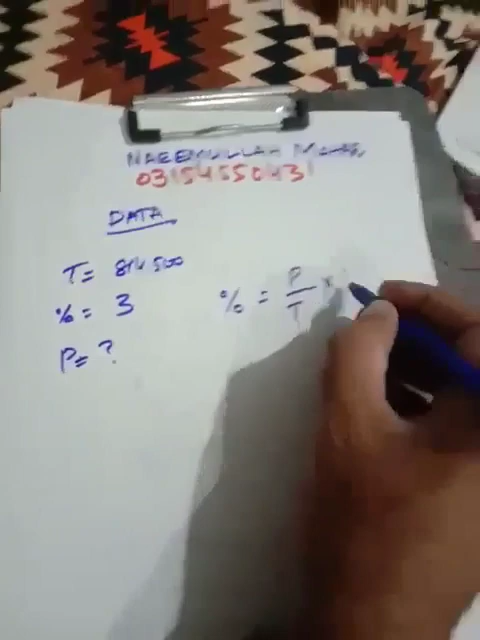 NAEEMULLAH MAHAR
03154550431
DATA
T= 814500
% = 3
% = P/T ×
P= ?